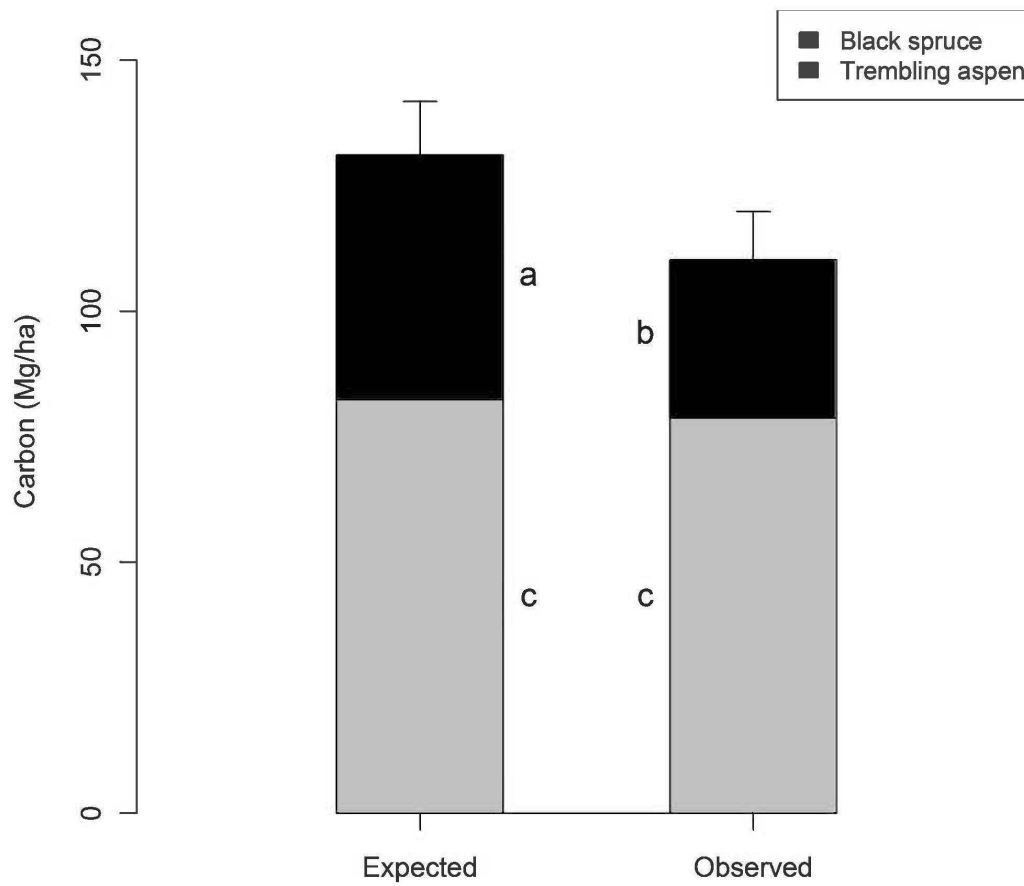 Black spruce
Trembling aspen
150
100
50
0
Carbon (Mg/ha)
a
b
c
c
Expected
Observed